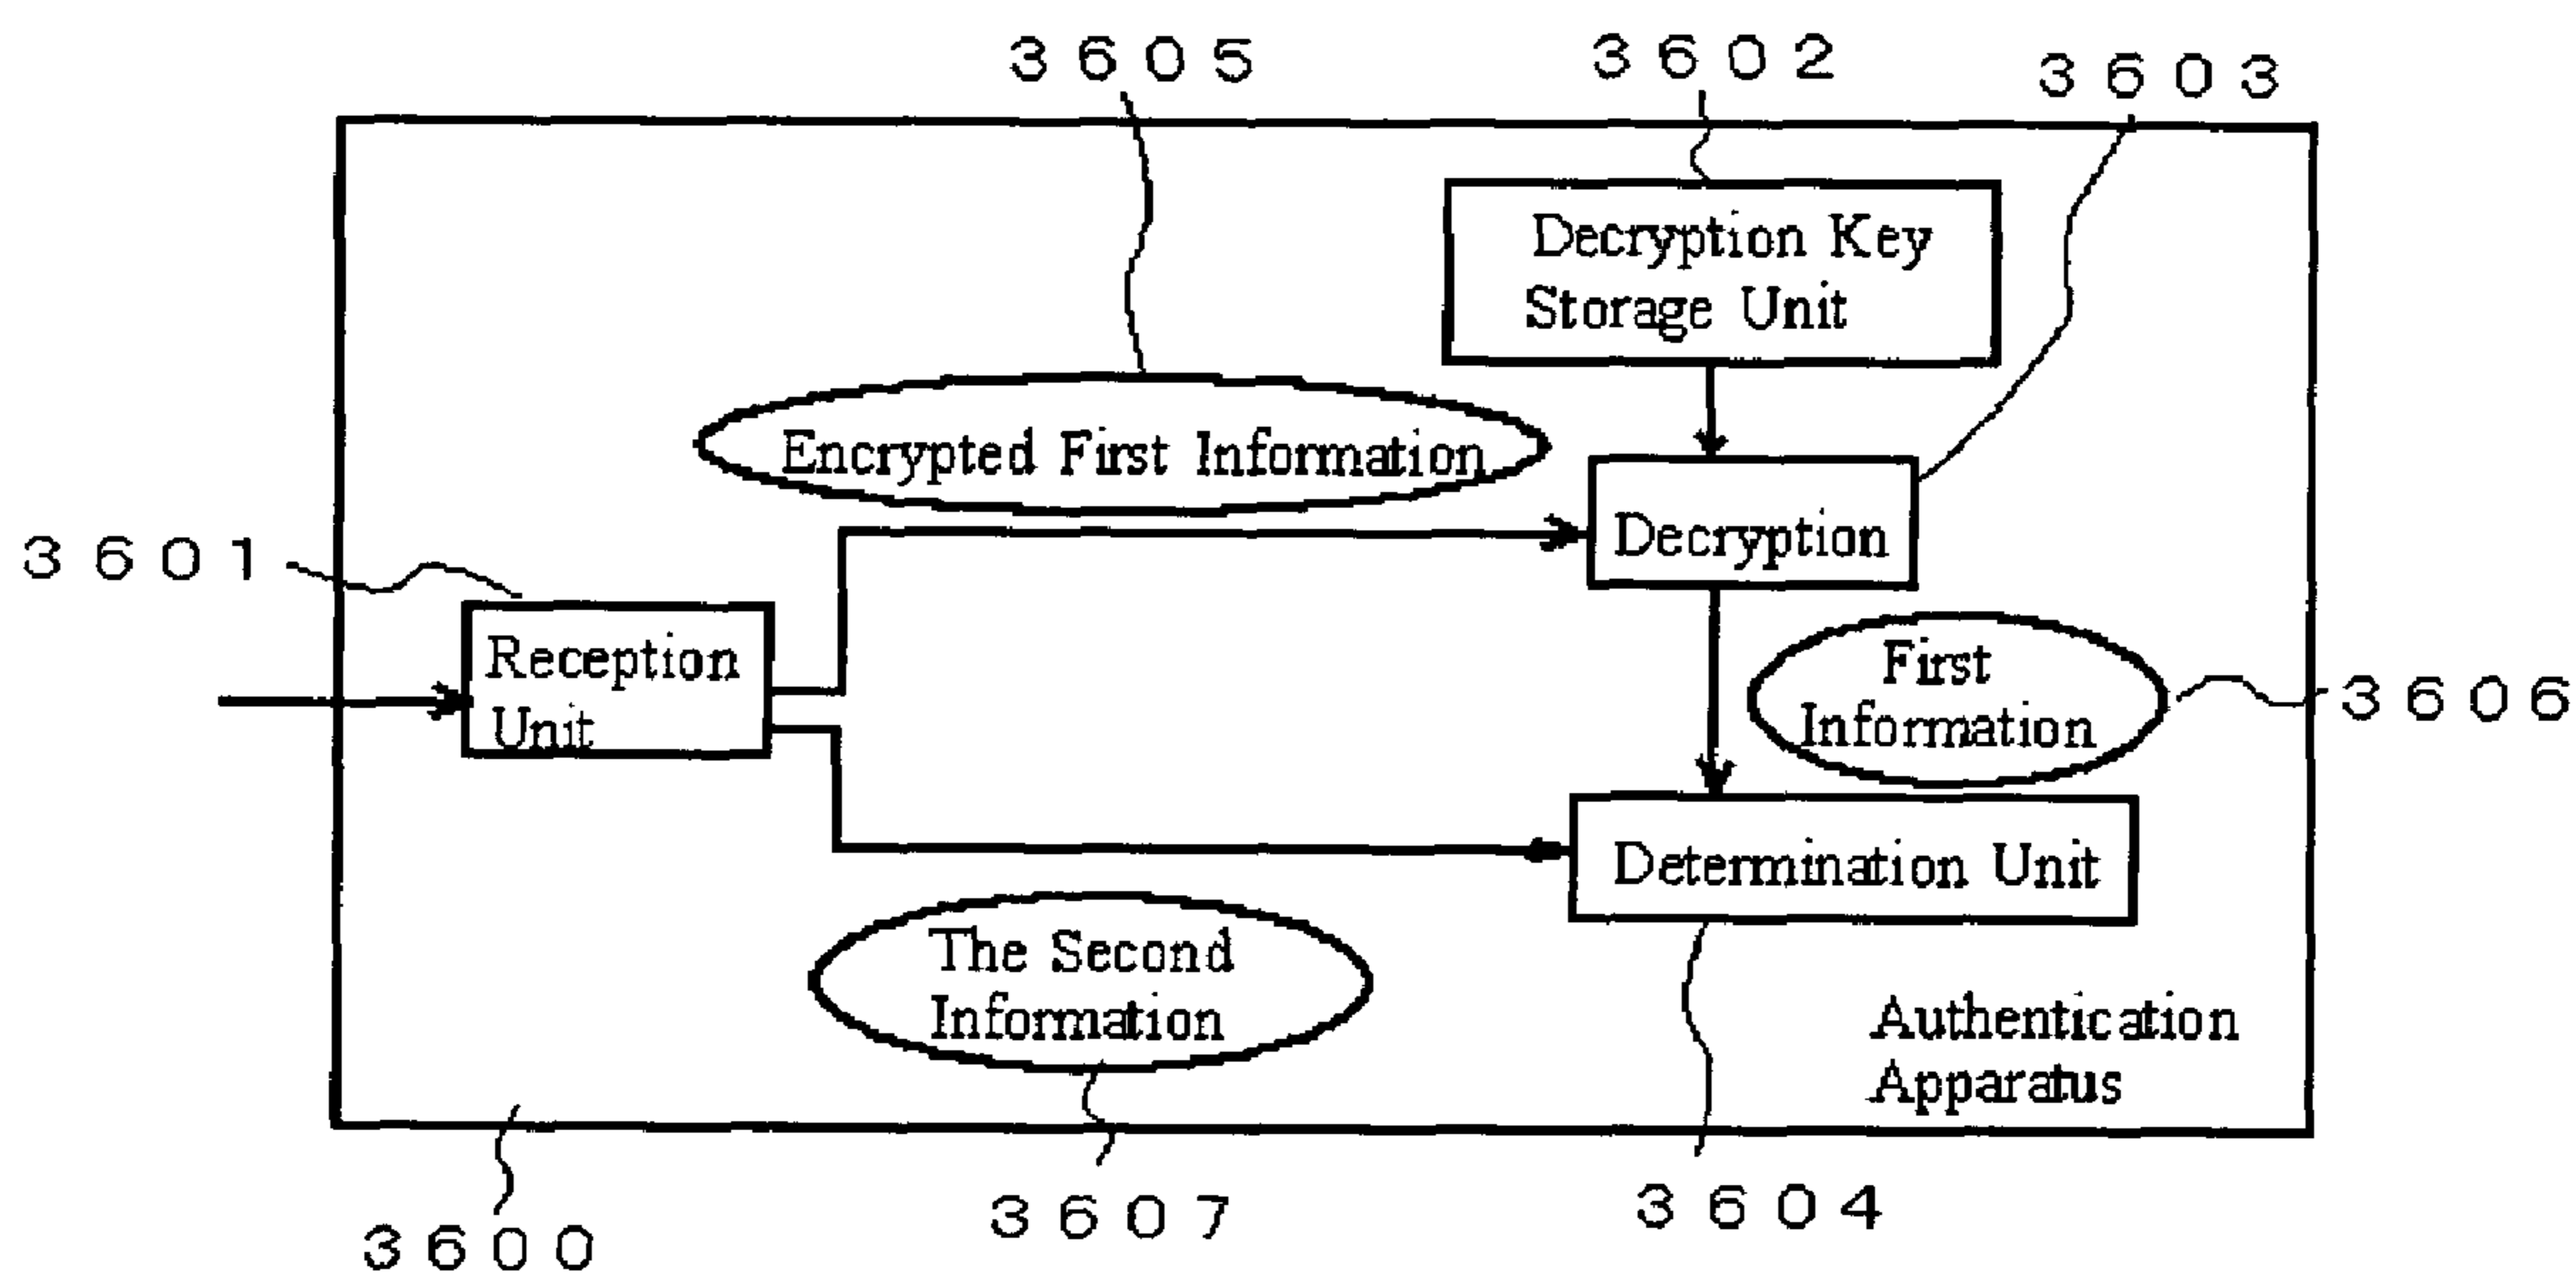 3605
3602
3603
Decryption Key
Storage Unit
Encrypted First Information
Decryption
3601
Reception
Unit
First
Information
3606
Determination Unit
The Second
Information
Authentication
Apparatus
3600
3607
3604